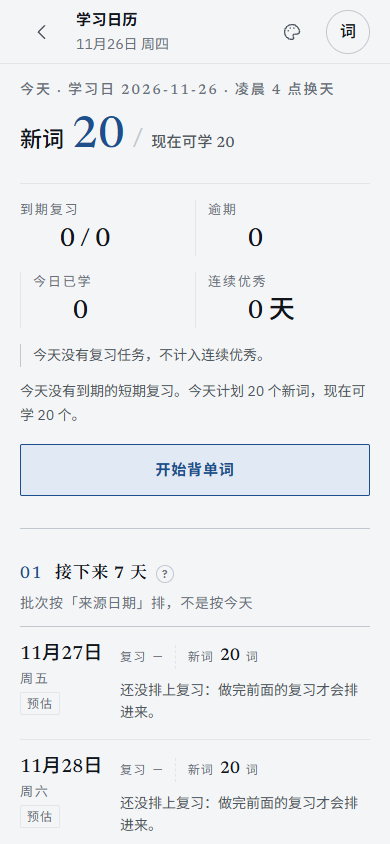 学习日历
11月26日 周四
词
今天 · 学习日 2026-11-26 · 凌晨 4 点换天
新词 20 / 现在可学 20
到期复习
0 / 0
逾期
0
今日已学
0
连续优秀
0 天
今天没有复习任务，不计入连续优秀。
今天没有到期的短期复习。今天计划 20 个新词，现在可
学 20 个。
开始背单词
01 接下来 7 天 ?
批次按「来源日期」排，不是按今天
11月27日
周五
预估
复习 — 新词 20 词
还没排上复习：做完前面的复习才会排
进来。
11月28日
周六
预估
复习 — 新词 20 词
还没排上复习：做完前面的复习才会排
进来。